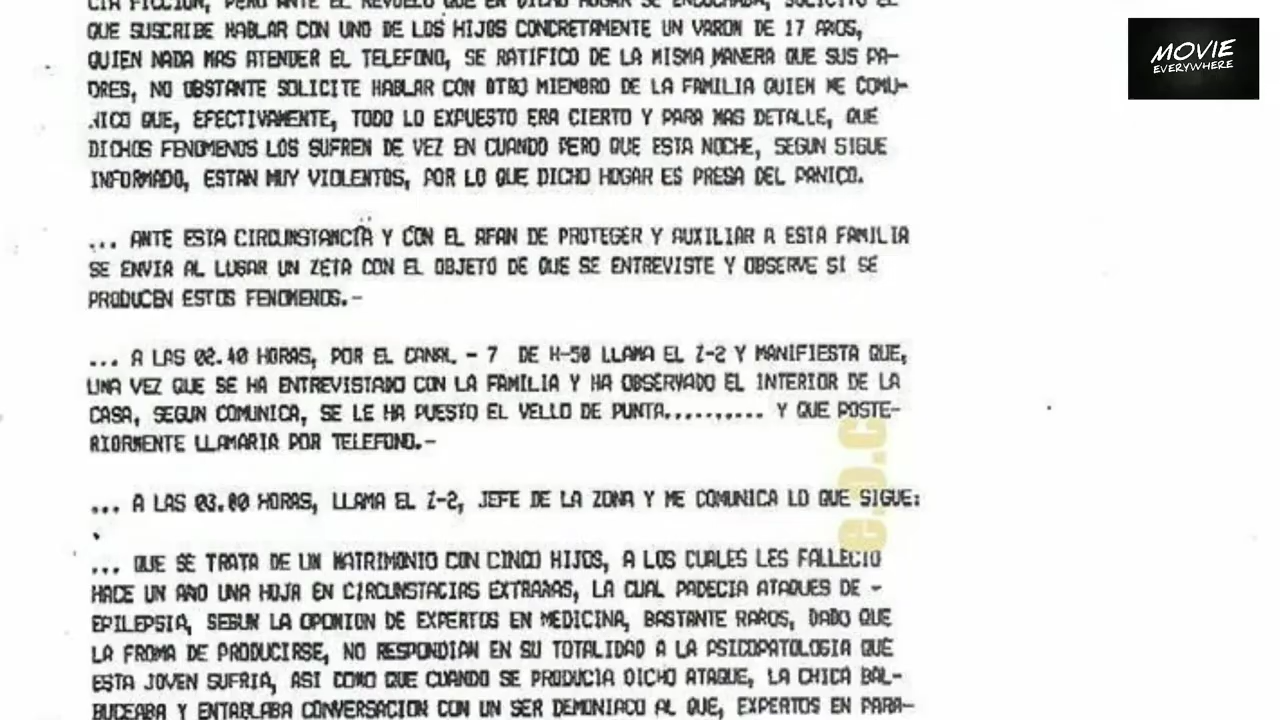 CIA FICCION, PERO ANTE EL REVUELO QUE EN DICHO HOGAR SE ESCUCHABA, SOLICITO EL
QUE SUSCRIBE HABLAR CON UNO DE LOS HIJOS CONCRETAMENTE UN VARON DE 17 AÑOS,
QUIEN NADA MAS ATENDER EL TELEFONO, SE RATIFICO DE LA MISMA MANERA QUE SUS PA-
DRES, NO OBSTANTE SOLICITE HABLAR CON OTRO MIEMBRO DE LA FAMILIA QUIEN ME COMU-
NICO QUE, EFECTIVAMENTE, TODO LO EXPUESTO ERA CIERTO Y PARA MAS DETALLE, QUE
DICHOS FENOMENOS LOS SUFREN DE VEZ EN CUANDO PERO QUE ESTA NOCHE, SEGUN SIGUE
INFORMADO, ESTAN MUY VIOLENTOS, POR LO QUE DICHO HOGAR ES PRESA DEL PANICO.
... ANTE ESTA CIRCUNSTANCIA Y CON EL AFAN DE PROTEGER Y AUXILIAR A ESTA FAMILIA
SE ENVIA AL LUGAR UN ZETA CON EL OBJETO DE QUE SE ENTREVISTE Y OBSERVE SI SE
PRODUCEN ESTOS FENOMENOS.-
... A LAS 02.40 HORAS, POR EL CANAL - 7 DE H-50 LLAMA EL Z-2 Y MANIFIESTA QUE,
UNA VEZ QUE SE HA ENTREVISTADO CON LA FAMILIA Y HA OBSERVADO EL INTERIOR DE LA
CASA, SEGUN COMUNICA, SE LE HA PUESTO EL VELLO DE PUNTA.......... Y QUE POSTE-
RIORMENTE LLAMARIA POR TELEFONO.-
... A LAS 03.00 HORAS, LLAMA EL Z-2, JEFE DE LA ZONA Y ME COMUNICA LO QUE SIGUE:
... QUE SE TRATA DE UN MATRIMONIO CON CINCO HIJOS, A LOS CUALES LES FALLECIO
HACE UN AÑO UNA HIJA EN CIRCUNSTACIAS EXTRAÑAS, LA CUAL PADECIA ATAQUES DE -
EPILEPSIA, SEGUN LA OPONION DE EXPERTOS EN MEDICINA, BASTANTE RAROS, DADO QUE
LA FROMA DE PRODUCIRSE, NO RESPONDIAN EN SU TOTALIDAD A LA PSICOPATOLOGIA QUE
ESTA JOVEN SUFRIA, ASI COMO QUE CUANDO SE PRODUCIA DICHO ATAQUE, LA CHICA BAL-
BUCEABA Y ENTABLABA CONVERSACION CON UN SER DEMONIACO AL QUE, EXPERTOS EN PARA-
MOVIE
EVERYWHERE
e.d.c